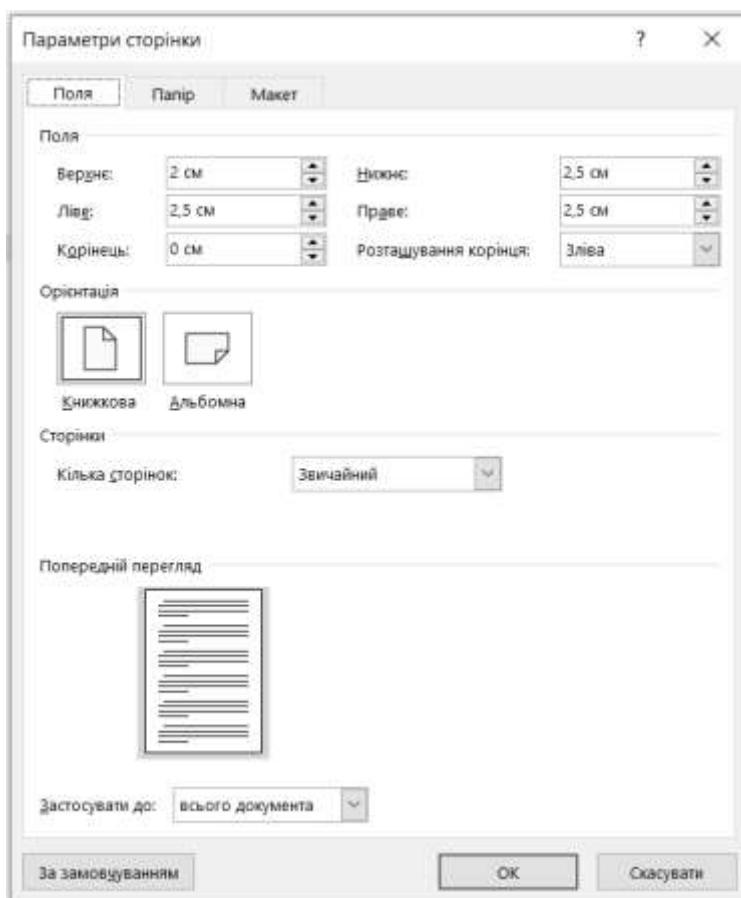 Параметри сторінки ?
Поля Папір Макет
Поля
Верхнє: 2 см Нижнє: 2,5 см
Ліве: 2,5 см Праве: 2,5 см
Корінець: 0 см Розташування корінця: Зліва
Орієнтація
Книжкова Альбомна
Сторінки
Кілька сторінок: Звичайний
Попередній перегляд
Застосувати до: всього документа
За замовчуванням ОК Скасувати